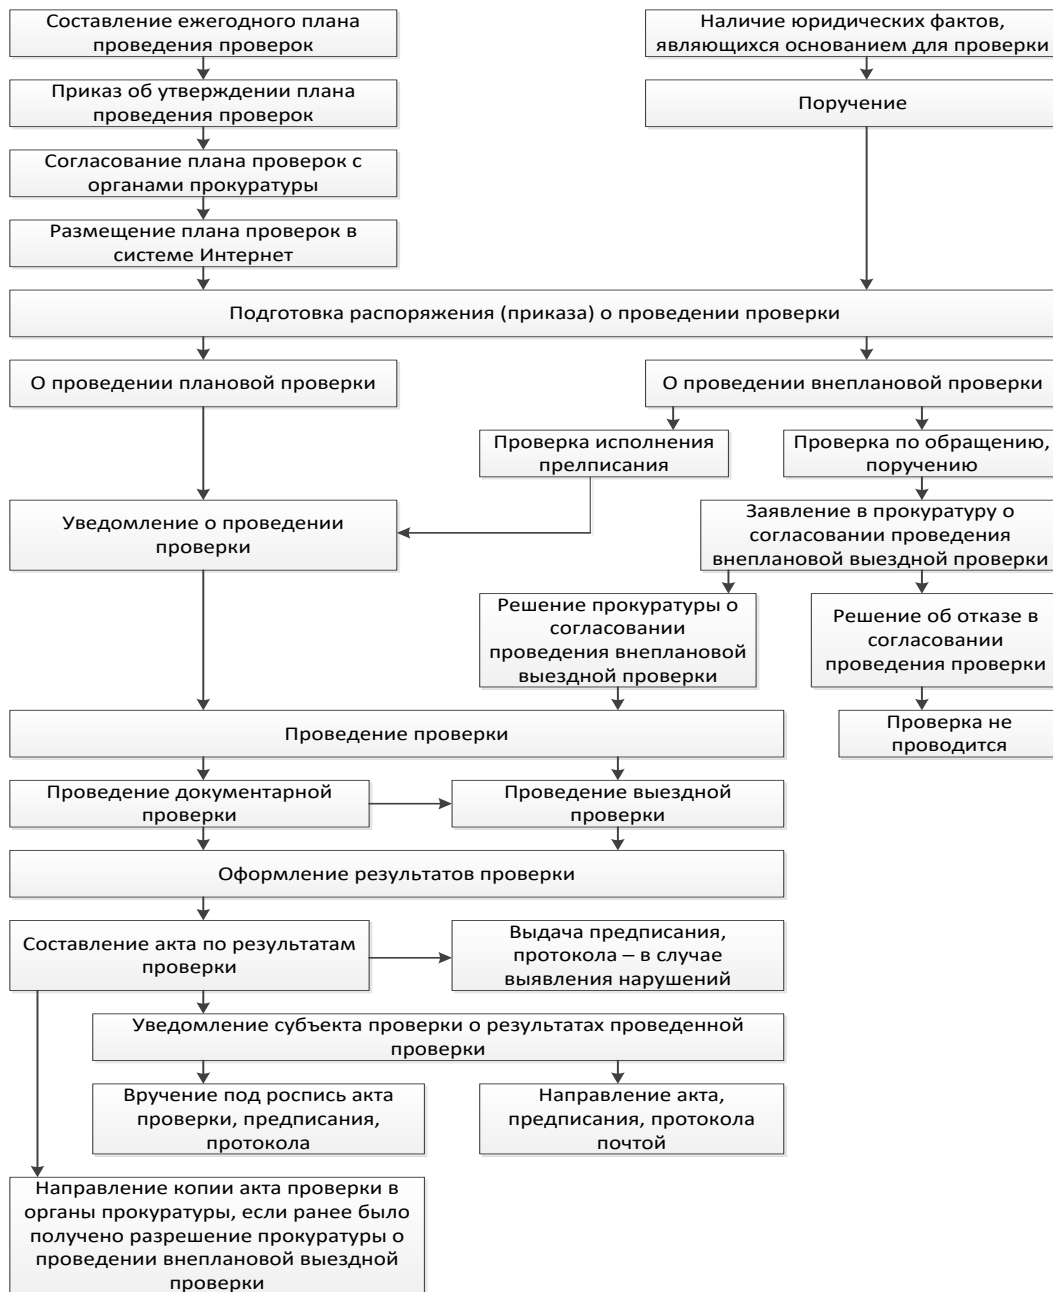 Составление ежегодного плана
проведения проверок
Наличие юридических фактов,
являющихся основанием для проверки
Приказ об утверждении плана
проведения проверок
Поручение
Согласование плана проверок с
органами прокуратуры
Размещение плана проверок в
системе Интернет
Подготовка распоряжения (приказа) о проведении проверки
О проведении плановой проверки
О проведении внеплановой проверки
Проверка исполнения
прелписания
Проверка по обращению,
поручению
Уведомление о проведении
проверки
Заявление в прокуратуру о
согласовании проведения
внеплановой выездной проверки
Решение прокуратуры о
согласовании
проведения внеплановой
выездной проверки
Решение об отказе в
согласовании
проведения проверки
Проведение проверки
Проверка не
проводится
Проведение документарной
проверки
Проведение выездной
проверки
Оформление результатов проверки
Составление акта по результатам
проверки
Выдача предписания,
протокола – в случае
выявления нарушений
Уведомление субъекта проверки о результатах проведенной
проверки
Вручение под роспись акта
проверки, предписания,
протокола
Направление акта,
предписания, протокола
почтой
Направление копии акта проверки в
органы прокуратуры, если ранее было
получено разрешение прокуратуры о
проведении внеплановой выездной
проверки